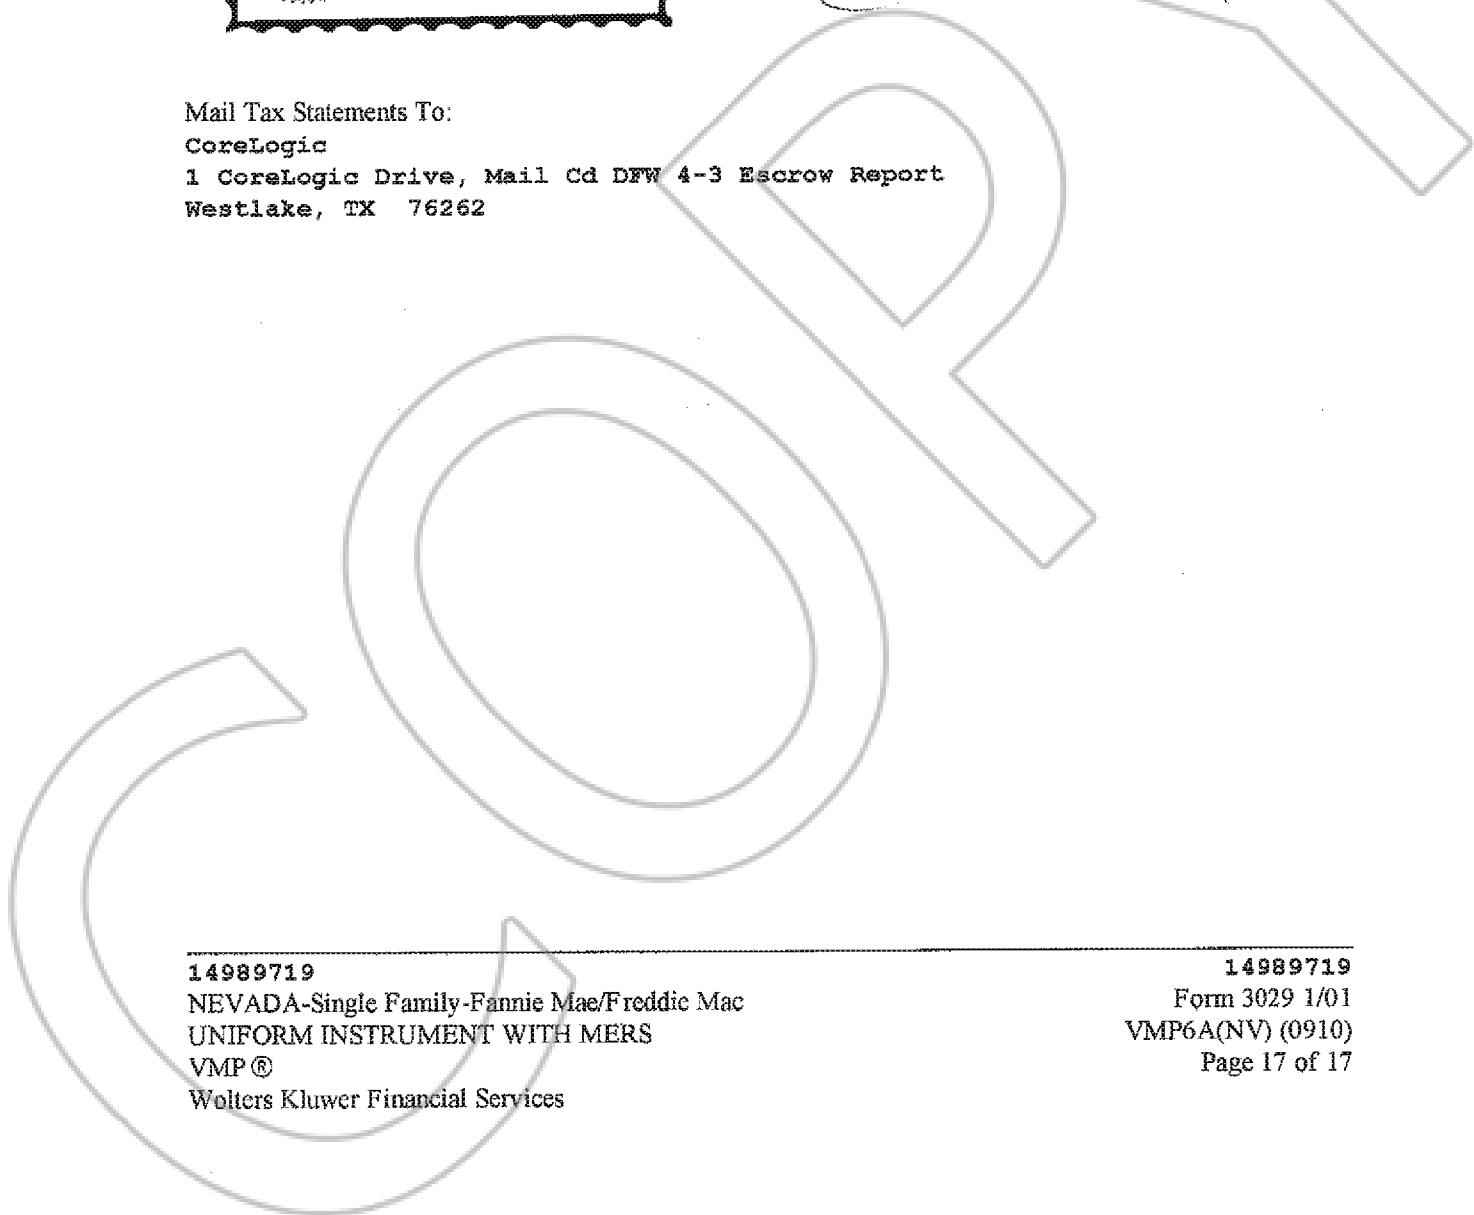 Mail Tax Statements To:
CoreLogic
1 CoreLogic Drive, Mail Cd DFW 4-3 Escrow Report
Westlake, TX 76262
COPY
14989719
NEVADA-Single Family-Fannie Mae/Freddie Mac
UNIFORM INSTRUMENT WITH MERS
VMP ®
Wolters Kluwer Financial Services
14989719
Form 3029 1/01
VMP6A(NV) (0910)
Page 17 of 17